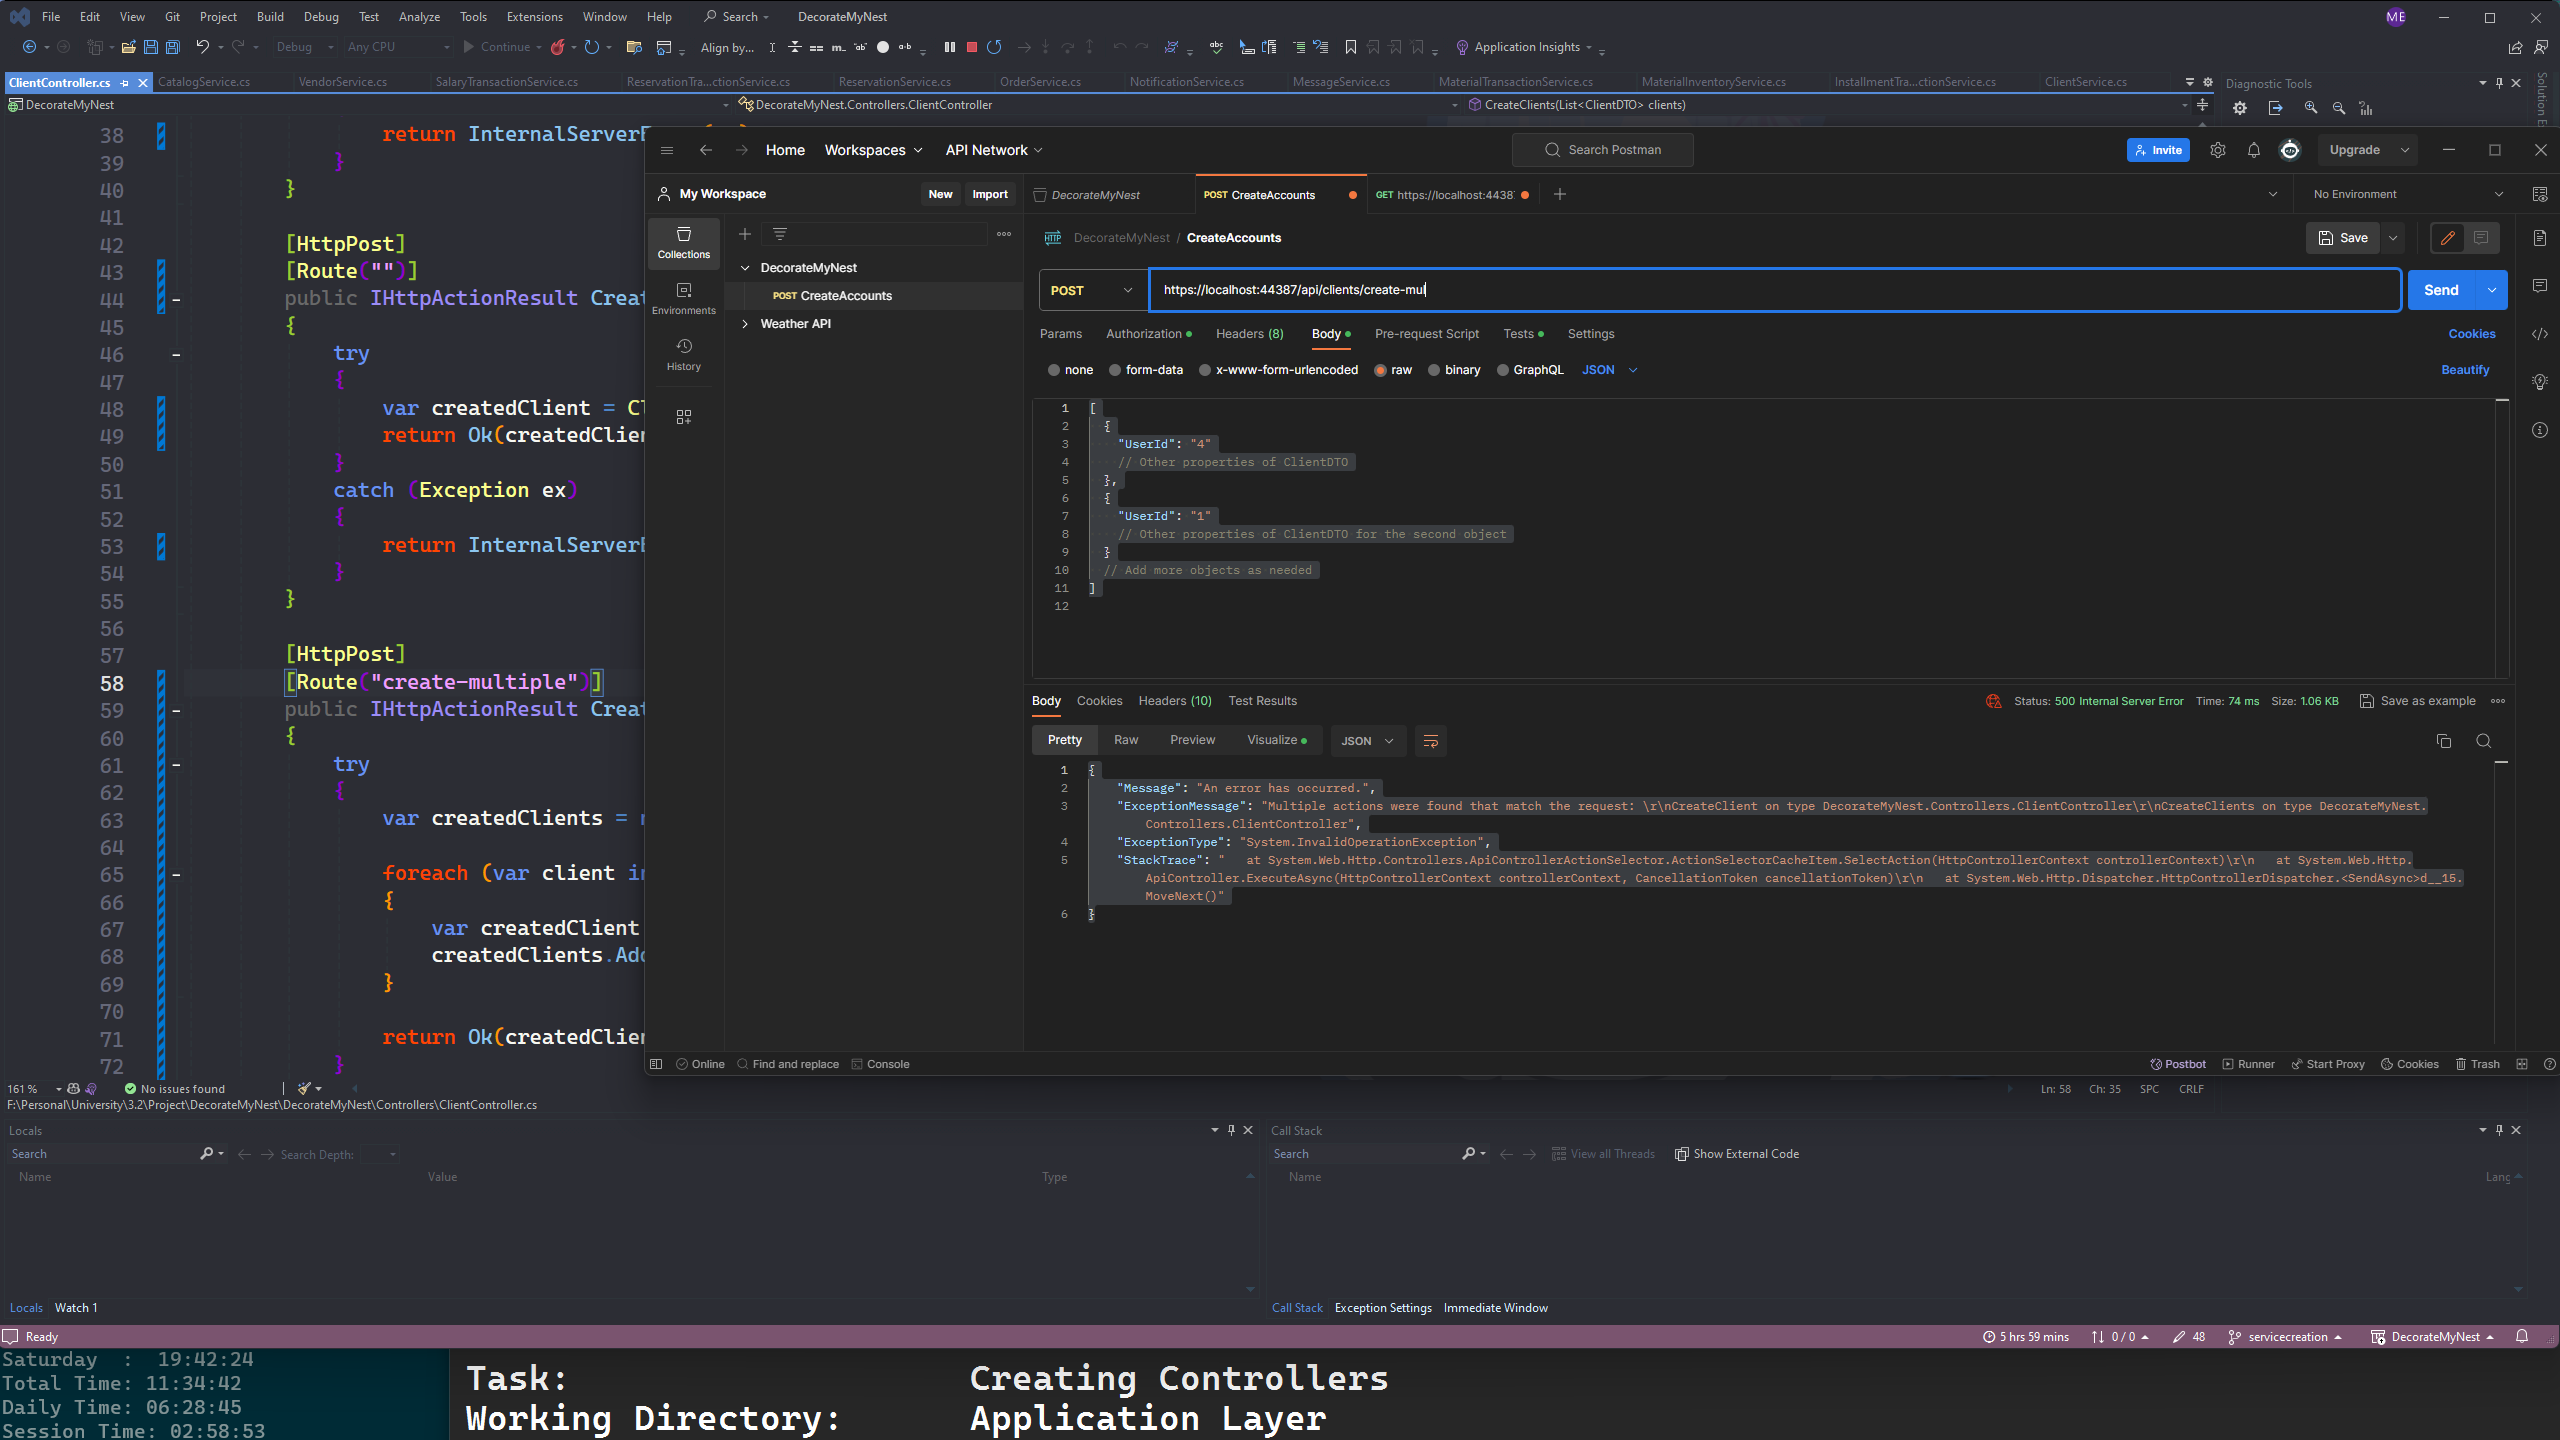 File Edit View Git Project Build Debug Test Analyze Tools Extensions Window Help Search DecorateMyNest ME
Debug Any CPU Continue Align by... Application Insights
ClientController.cs CatalogService.cs VendorService.cs SalaryTransactionService.cs ReservationTra...ctionService.cs ReservationService.cs OrderService.cs NotificationService.cs MessageService.cs MaterialTransactionService.cs MaterialInventoryService.cs InstallmentTra...ctionService.cs ClientService.cs Diagnostic Tools
DecorateMyNest DecorateMyNest.Controllers.ClientController CreateClients(List<ClientDTO> clients)
38 return InternalServerE
39 }
40 }
41
42 [HttpPost]
43 [Route("")]
44 public IHttpActionResult Creat
45 {
46 try
47 {
48 var createdClient = Cl
49 return Ok(createdClien
50 }
51 catch (Exception ex)
52 {
53 return InternalServerE
54 }
55 }
56
57 [HttpPost]
58 [Route("create-multiple")]
59 public IHttpActionResult Creat
60 {
61 try
62 {
63 var createdClients = n
64
65 foreach (var client in
66 {
67 var createdClient
68 createdClients.Add
69 }
70
71 return Ok(createdClien
72 }
Home Workspaces API Network Search Postman Invite Upgrade
My Workspace New Import DecorateMyNest POST CreateAccounts GET https://localhost:4438 No Environment
Collections
Environments
History
DecorateMyNest
POST CreateAccounts
Weather API
HTTP DecorateMyNest / CreateAccounts Save
POST https://localhost:44387/api/clients/create-mul Send
Params Authorization Headers (8) Body Pre-request Script Tests Settings Cookies
none form-data x-www-form-urlencoded raw binary GraphQL JSON Beautify
1 [
2 {
3 "UserId": "4"
4 // Other properties of ClientDTO
5 },
6 {
7 "UserId": "1"
8 // Other properties of ClientDTO for the second object
9 }
10 // Add more objects as needed
11 ]
12
Body Cookies Headers (10) Test Results Status: 500 Internal Server Error Time: 74 ms Size: 1.06 KB Save as example
Pretty Raw Preview Visualize JSON
1 {
2 "Message": "An error has occurred.",
3 "ExceptionMessage": "Multiple actions were found that match the request: \r\nCreateClient on type DecorateMyNest.Controllers.ClientController\r\nCreateClients on type DecorateMyNest.
Controllers.ClientController",
4 "ExceptionType": "System.InvalidOperationException",
5 "StackTrace": "   at System.Web.Http.Controllers.ApiControllerActionSelector.ActionSelectorCacheItem.SelectAction(HttpControllerContext controllerContext)\r\n   at System.Web.Http.
ApiController.ExecuteAsync(HttpControllerContext controllerContext, CancellationToken cancellationToken)\r\n   at System.Web.Http.Dispatcher.HttpControllerDispatcher.<SendAsync>d__15.
MoveNext()"
6 }
Online Find and replace Console Postbot Runner Start Proxy Cookies Trash
161 % No issues found Ln: 58 Ch: 35 SPC CRLF
F:\Personal\University\3.2\Project\DecorateMyNest\DecorateMyNest\Controllers\ClientController.cs
Locals Call Stack
Search Search Depth: Search View all Threads Show External Code
Name Value Type Name Lang
Locals Watch 1 Call Stack Exception Settings Immediate Window
Ready 5 hrs 59 mins 0 / 0 48 servicecreation DecorateMyNest
Saturday : 19:42:24
Total Time: 11:34:42
Daily Time: 06:28:45
Session Time: 02:58:53
Task: Creating Controllers
Working Directory: Application Layer